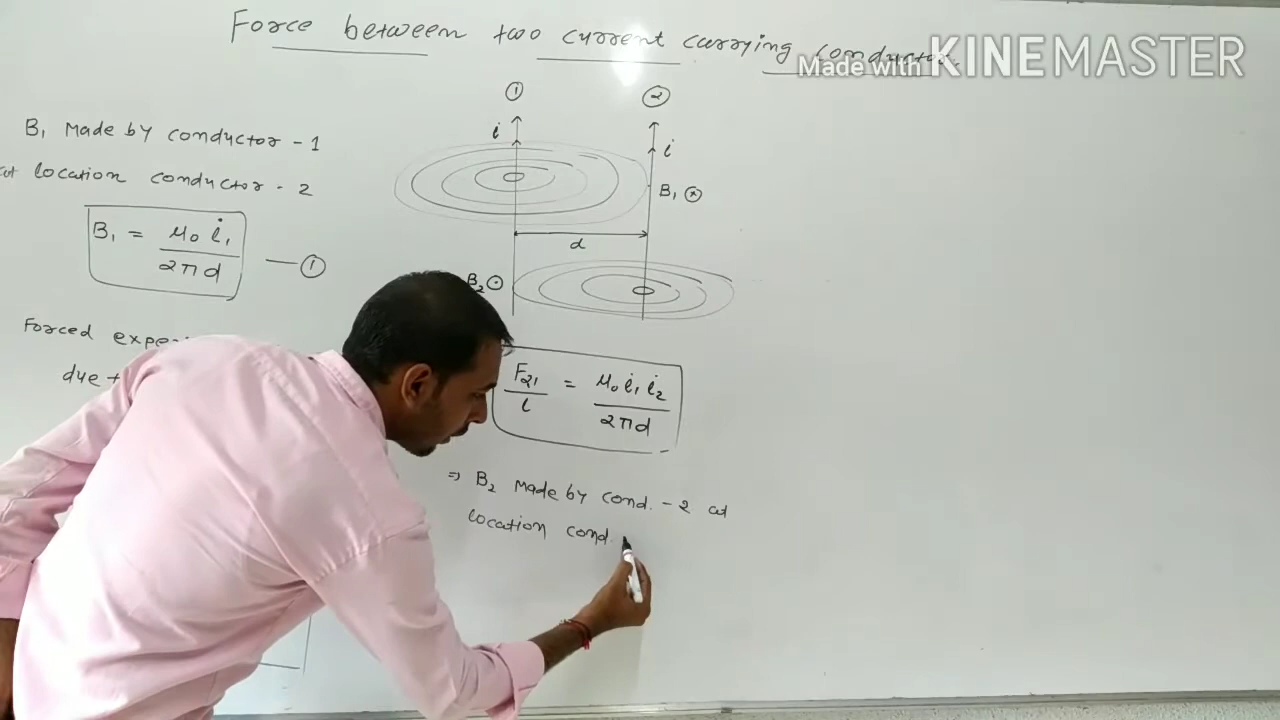 Force between two current carrying
Made with KINEMASTER
B₁ Made by conductor - 1
at location conductor - 2
B₁ = μ₀ i₁ / 2πd — ①
Forced
due
① ②
i i
B₁ ⊗
d
B₂ ⊙
F₂₁ / l = μ₀ i₁ i₂ / 2πd
⇒ B₂ Made by cond. - 2 at
location cond.